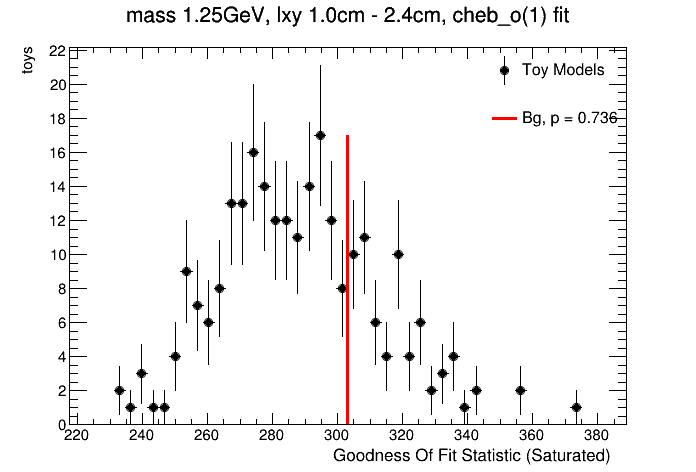 mass 1.25GeV, lxy 1.0cm - 2.4cm, cheb_o(1) fit
toys
22
20
18
16
14
12
10
8
6
4
2
0
Toy Models
Bg, p = 0.736
220 240 260 280 300 320 340 360 380
Goodness Of Fit Statistic (Saturated)